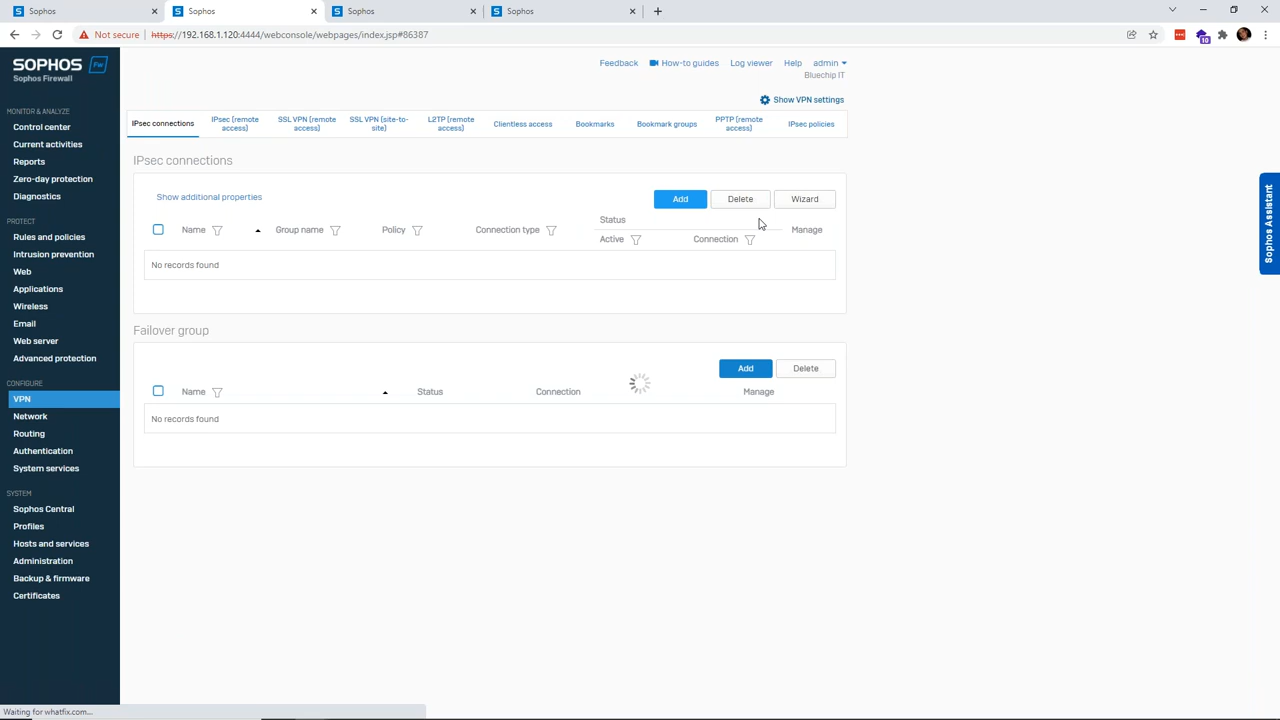 Sophos
Sophos
Sophos
Sophos
Not secure
https://192.168.1.120:4444/webconsole/webpages/index.jsp#86387
10
SOPHOS Fw
Sophos Firewall
MONITOR & ANALYZE
Control center
Current activities
Reports
Zero-day protection
Diagnostics
PROTECT
Rules and policies
Intrusion prevention
Web
Applications
Wireless
Email
Web server
Advanced protection
CONFIGURE
VPN
Network
Routing
Authentication
System services
SYSTEM
Sophos Central
Profiles
Hosts and services
Administration
Backup & firmware
Certificates
Feedback How-to guides Log viewer Help admin
Bluechip IT
Show VPN settings
IPsec connections
IPsec (remote
access)
SSL VPN (remote
access)
SSL VPN (site-to-
site)
L2TP (remote
access)
Clientless access
Bookmarks
Bookmark groups
PPTP (remote
access)
IPsec policies
IPsec connections
Show additional properties
Add Delete Wizard
Name Group name Policy Connection type
Status
Active Connection
Manage
No records found
Failover group
Add Delete
Name Status Connection Manage
No records found
Sophos Assistant
Waiting for whatfix.com...